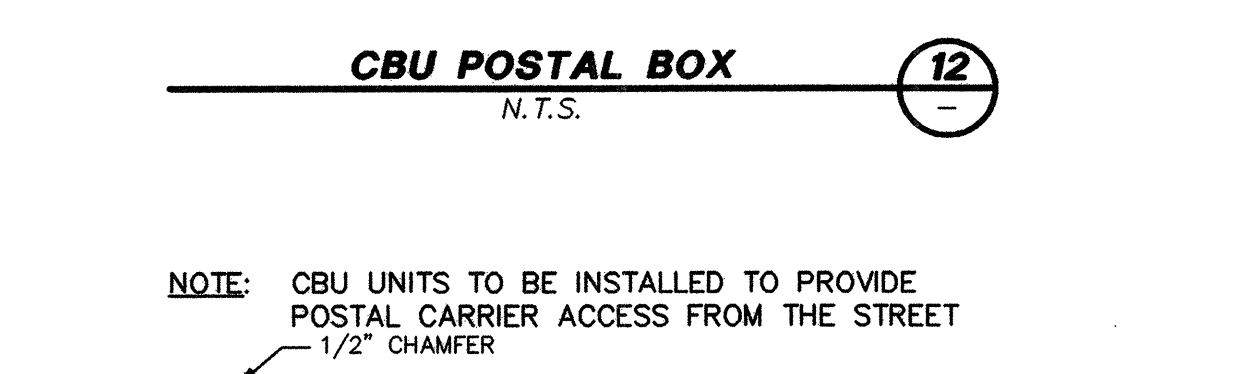 CBU POSTAL BOX
12
N.T.S.
–
NOTE: CBU UNITS TO BE INSTALLED TO PROVIDE
POSTAL CARRIER ACCESS FROM THE STREET
1/2" CHAMFER